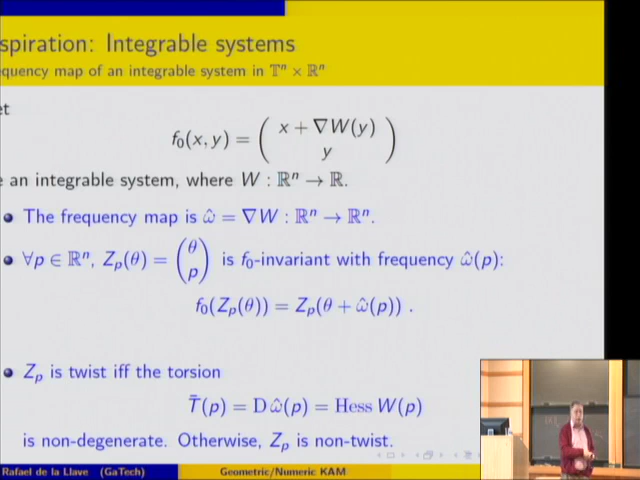 spiration: Integrable systems
equency map of an integrable system in 𝕋ⁿ × ℝⁿ
et
f₀(x, y) = ( x + ∇W(y)
y )
e an integrable system, where W : ℝⁿ → ℝ.
• The frequency map is ω̂ = ∇W : ℝⁿ → ℝⁿ.
• ∀p ∈ ℝⁿ, Z_p(θ) = (θ p) is f₀-invariant with frequency ω̂(p):
f₀(Z_p(θ)) = Z_p(θ + ω̂(p)) .
• Z_p is twist iff the torsion
T̄(p) = Dω̂(p) = Hess W(p)
is non-degenerate. Otherwise, Z_p is non-twist.
Rafael de la Llave (GaTech) Geometric/Numeric KAM